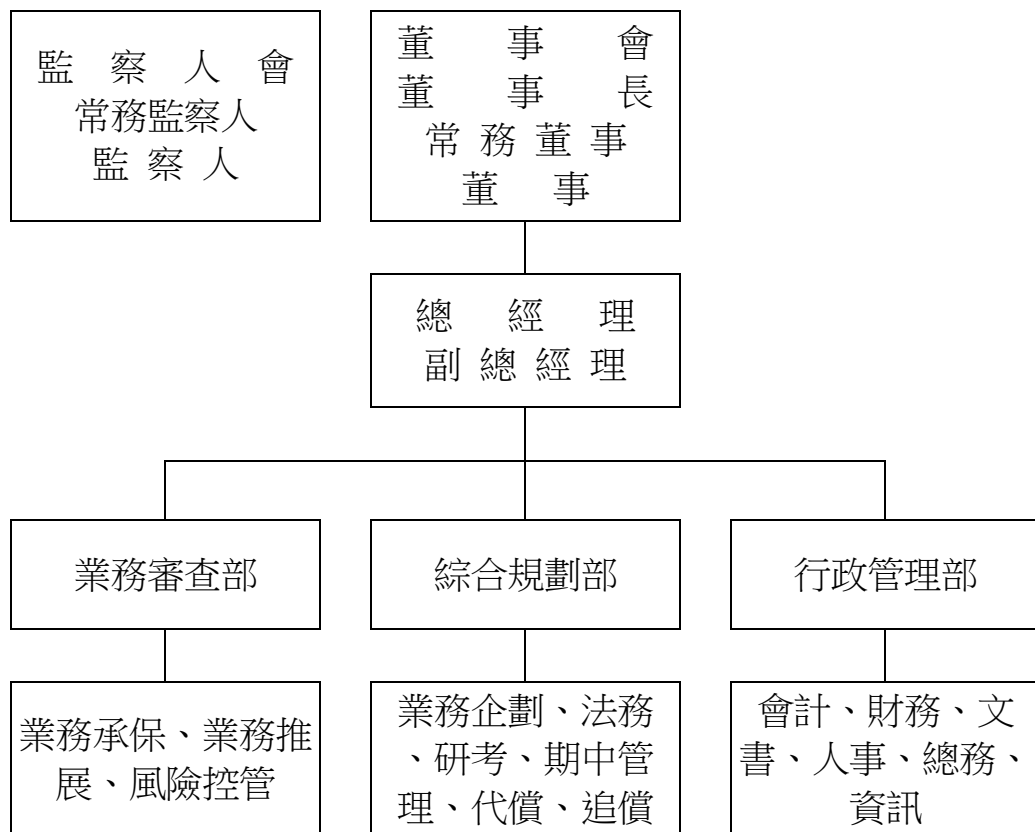 監察人會
常務監察人
監察人
董事會
董事長
常務董事
董事
總經理
副總經理
業務審查部
綜合規劃部
行政管理部
業務承保、業務推
展、風險控管
業務企劃、法務
、研考、期中管
理、代償、追償
會計、財務、文
書、人事、總務、
資訊